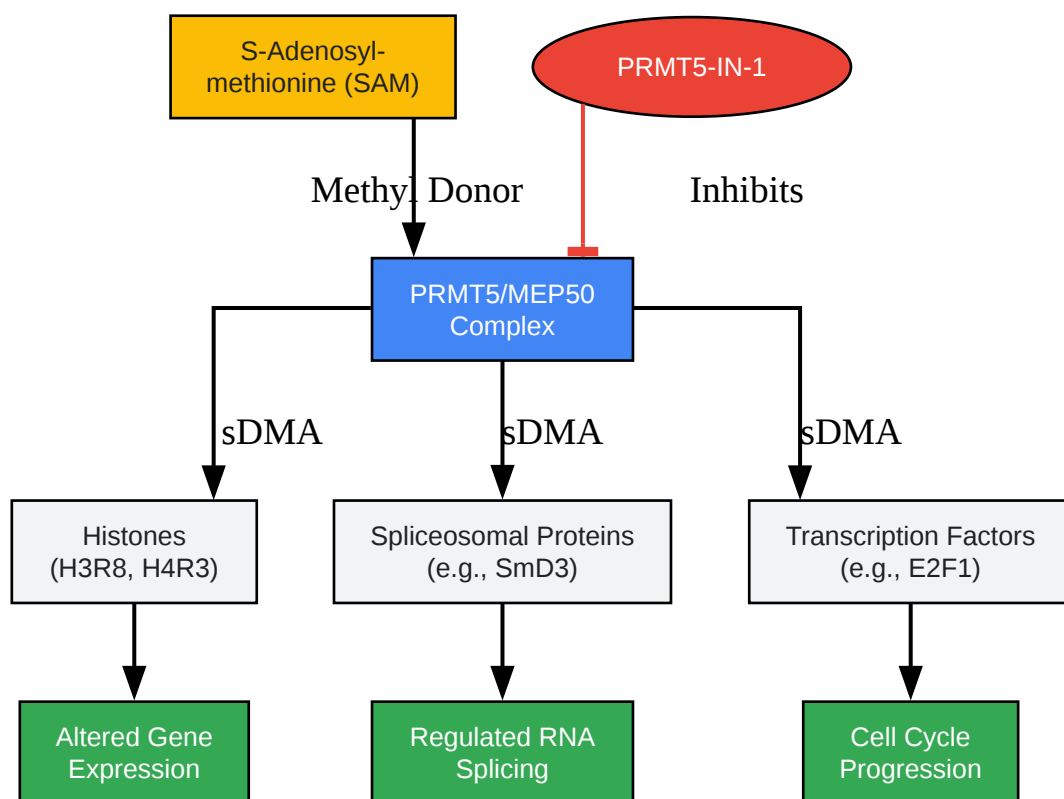 S-Adenosyl-
methionine (SAM)
PRMT5-IN-1
Methyl Donor
Inhibits
PRMT5/MEP50
Complex
sDMA
sDMA
sDMA
Histones
(H3R8, H4R3)
Spliceosomal Proteins
(e.g., SmD3)
Transcription Factors
(e.g., E2F1)
Altered Gene
Expression
Regulated RNA
Splicing
Cell Cycle
Progression